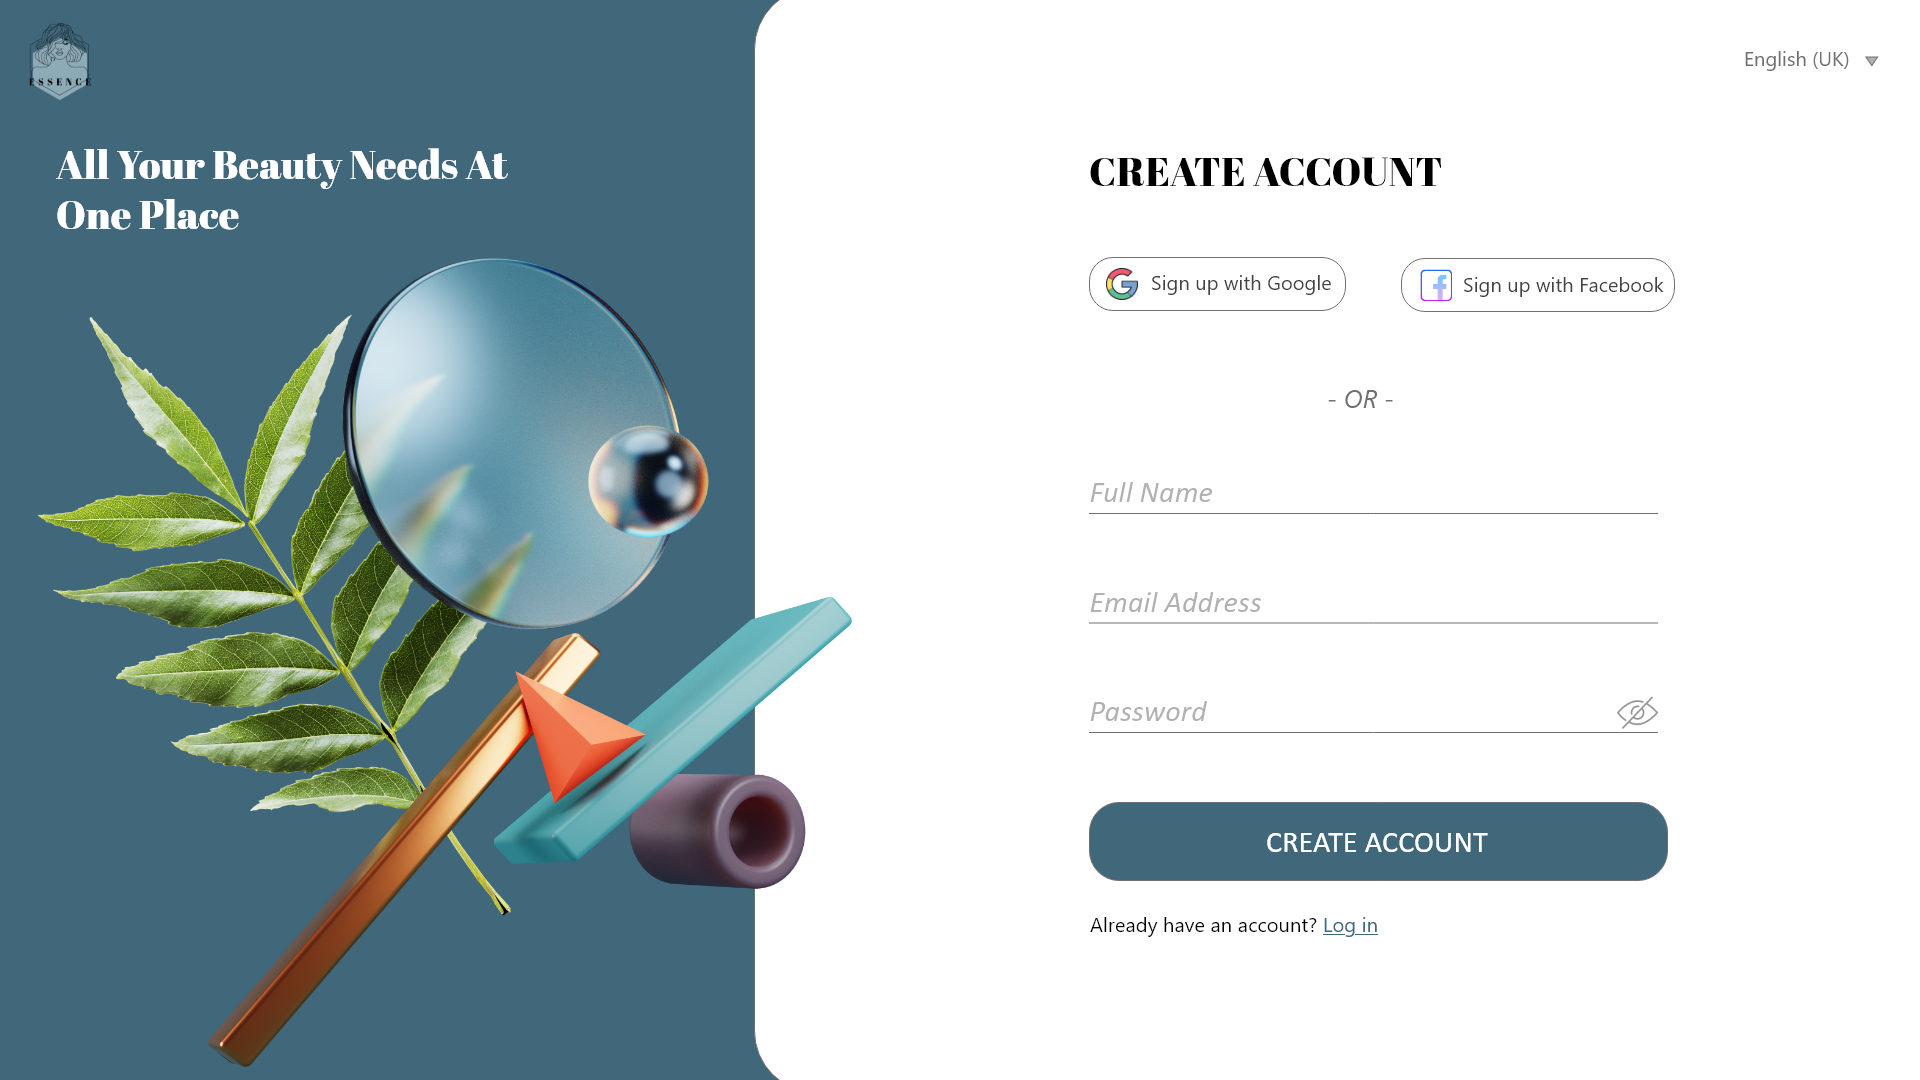 ESSENCE
All Your Beauty Needs At
One Place
English (UK)
CREATE ACCOUNT
Sign up with Google
Sign up with Facebook
- OR -
Full Name
Email Address
Password
CREATE ACCOUNT
Already have an account? Log in